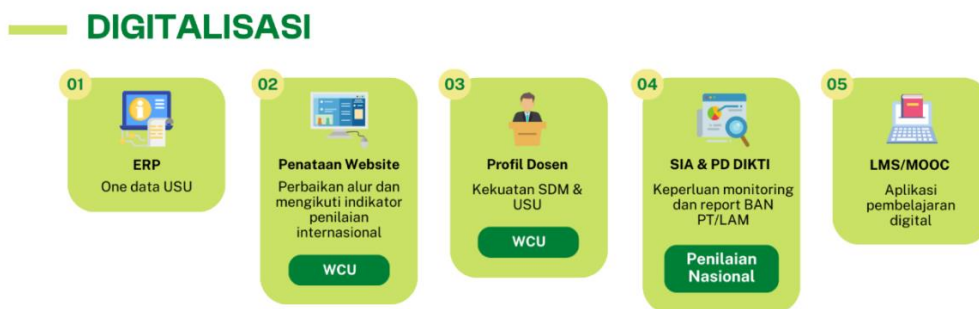 DIGITALISASI
01
ERP
One data USU
02
Penataan Website
Perbaikan alur dan
mengikuti indikator
penilaian
internasional
WCU
03
Profil Dosen
Kekuatan SDM &
USU
WCU
04
SIA & PD DIKTI
Keperluan monitoring
dan report BAN
PT/LAM
Penilaian
Nasional
05
LMS/MOOC
Aplikasi
pembelajaran
digital